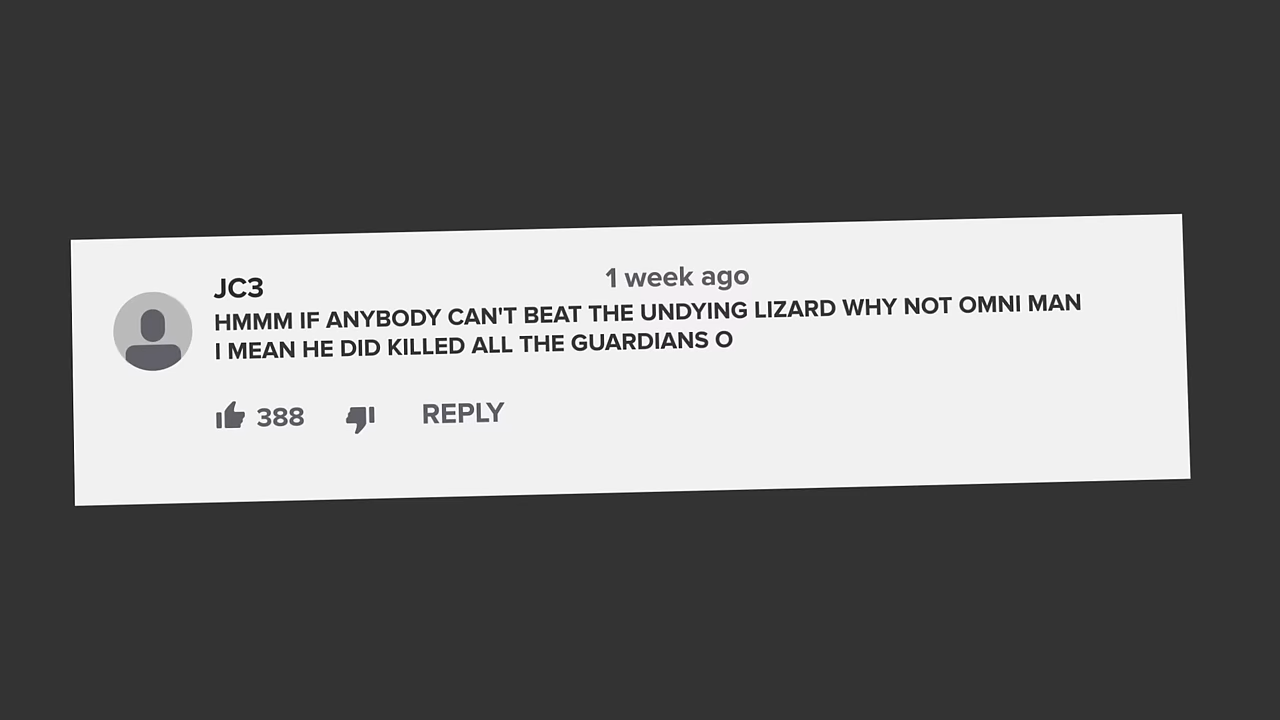 JC3
1 week ago
HMMM IF ANYBODY CAN'T BEAT THE UNDYING LIZARD WHY NOT OMNI MAN
I MEAN HE DID KILLED ALL THE GUARDIANS O
388
REPLY